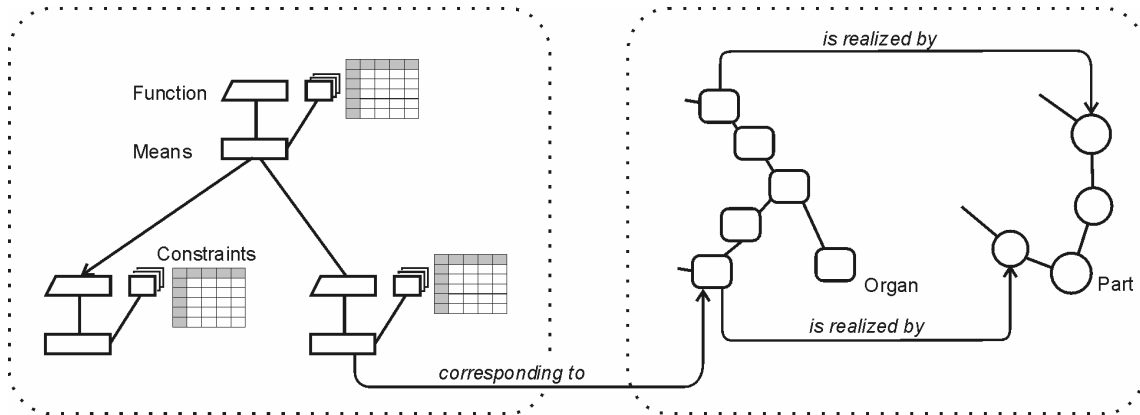 is realized by
Function
Means
Constraints
Organ
Part
is realized by
corresponding to